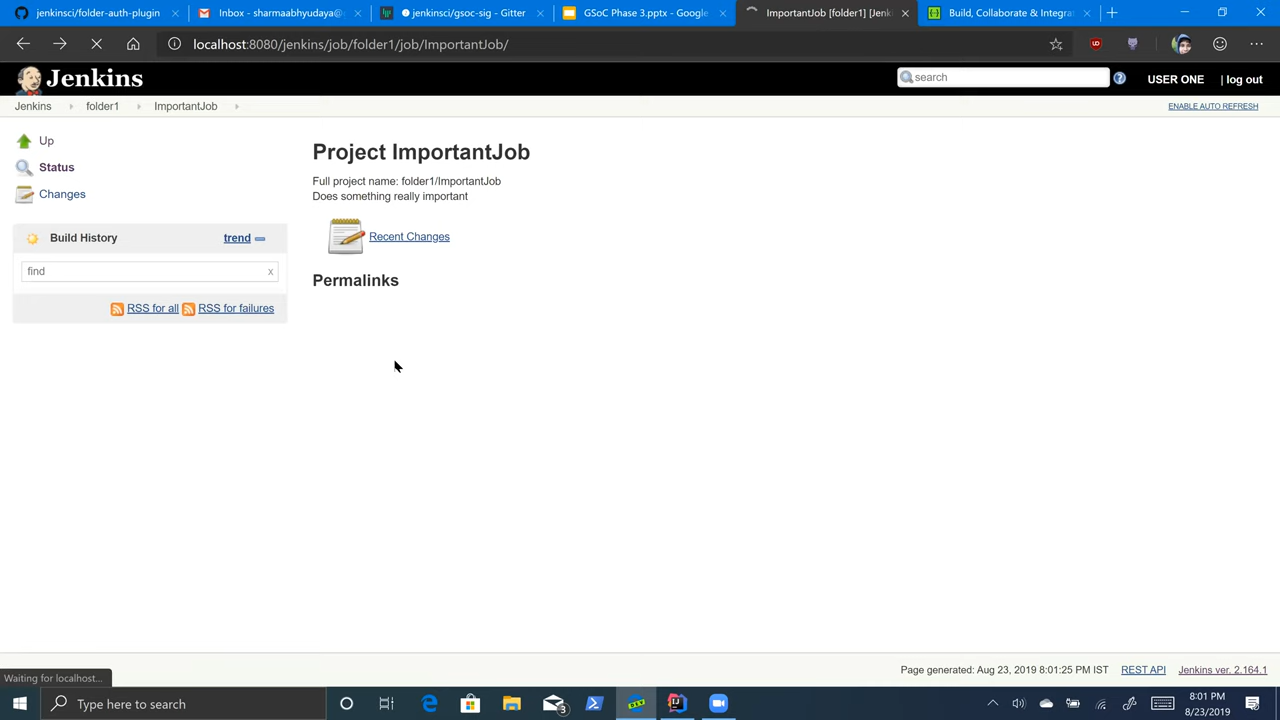 jenkinsci/folder-auth-plugin
Inbox - sharmaabhyudaya@
jenkinsci/gsoc-sig - Gitter
GSoC Phase 3.pptx - Google
ImportantJob [folder1] [Jenki
Build, Collaborate & Integrat
localhost:8080/jenkins/job/folder1/job/ImportantJob/
Jenkins
search
USER ONE | log out
Jenkins folder1 ImportantJob
ENABLE AUTO REFRESH
Up
Status
Changes
Build History trend
find x
RSS for all RSS for failures
Project ImportantJob
Full project name: folder1/ImportantJob
Does something really important
Recent Changes
Permalinks
Page generated: Aug 23, 2019 8:01:25 PM IST REST API Jenkins ver. 2.164.1
Waiting for localhost...
Type here to search
3
8:01 PM
8/23/2019